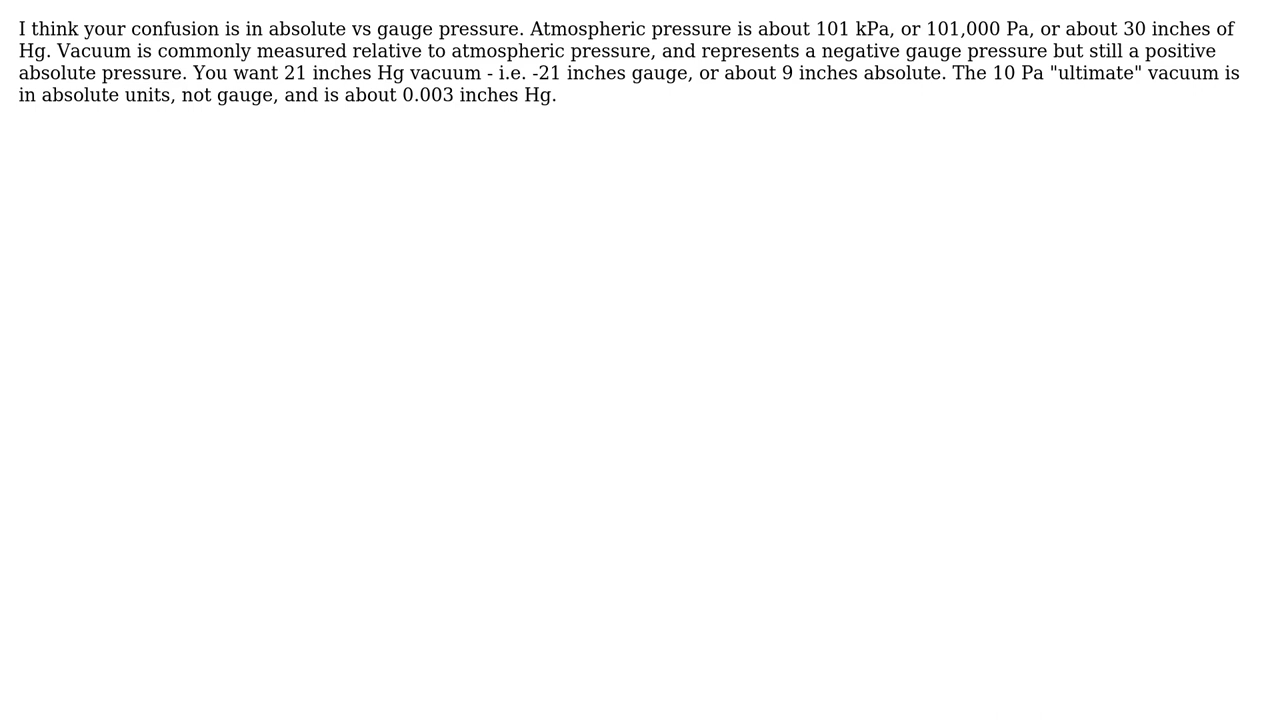 I think your confusion is in absolute vs gauge pressure. Atmospheric pressure is about 101 kPa, or 101,000 Pa, or about 30 inches of
Hg. Vacuum is commonly measured relative to atmospheric pressure, and represents a negative gauge pressure but still a positive
absolute pressure. You want 21 inches Hg vacuum - i.e. -21 inches gauge, or about 9 inches absolute. The 10 Pa "ultimate" vacuum is
in absolute units, not gauge, and is about 0.003 inches Hg.